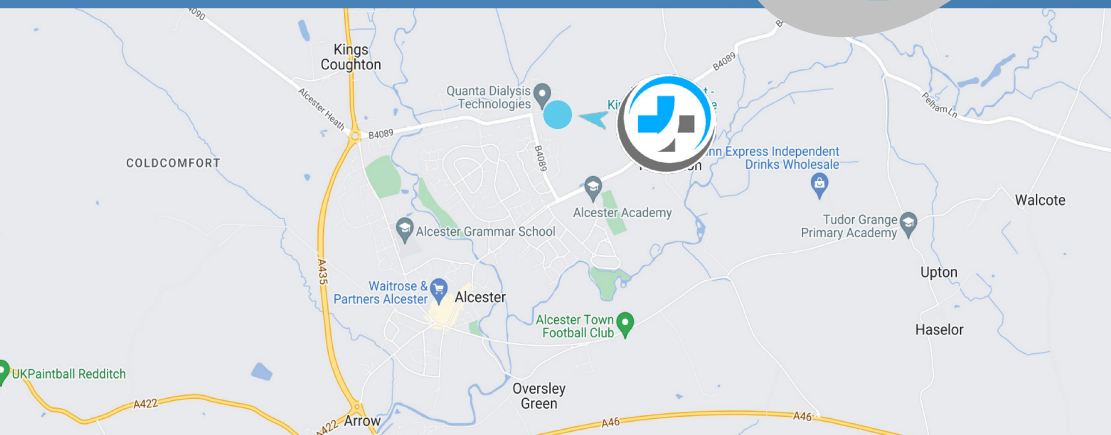 4090
Kings
Coughton
B4089
Quanta Dialysis
Technologies
Alcester Heath
B4089
Pelham Ln
COLDCOMFORT
B4089
Express Independent
Drinks Wholesale
Alcester Academy
Walcote
Alcester Grammar School
Tudor Grange
Primary Academy
A435
Upton
Waitrose &
Partners Alcester
Alcester
Alcester Town
Football Club
Haselor
UKPaintball Redditch
Oversley
Green
A422
A422
Arrow
A46
A46